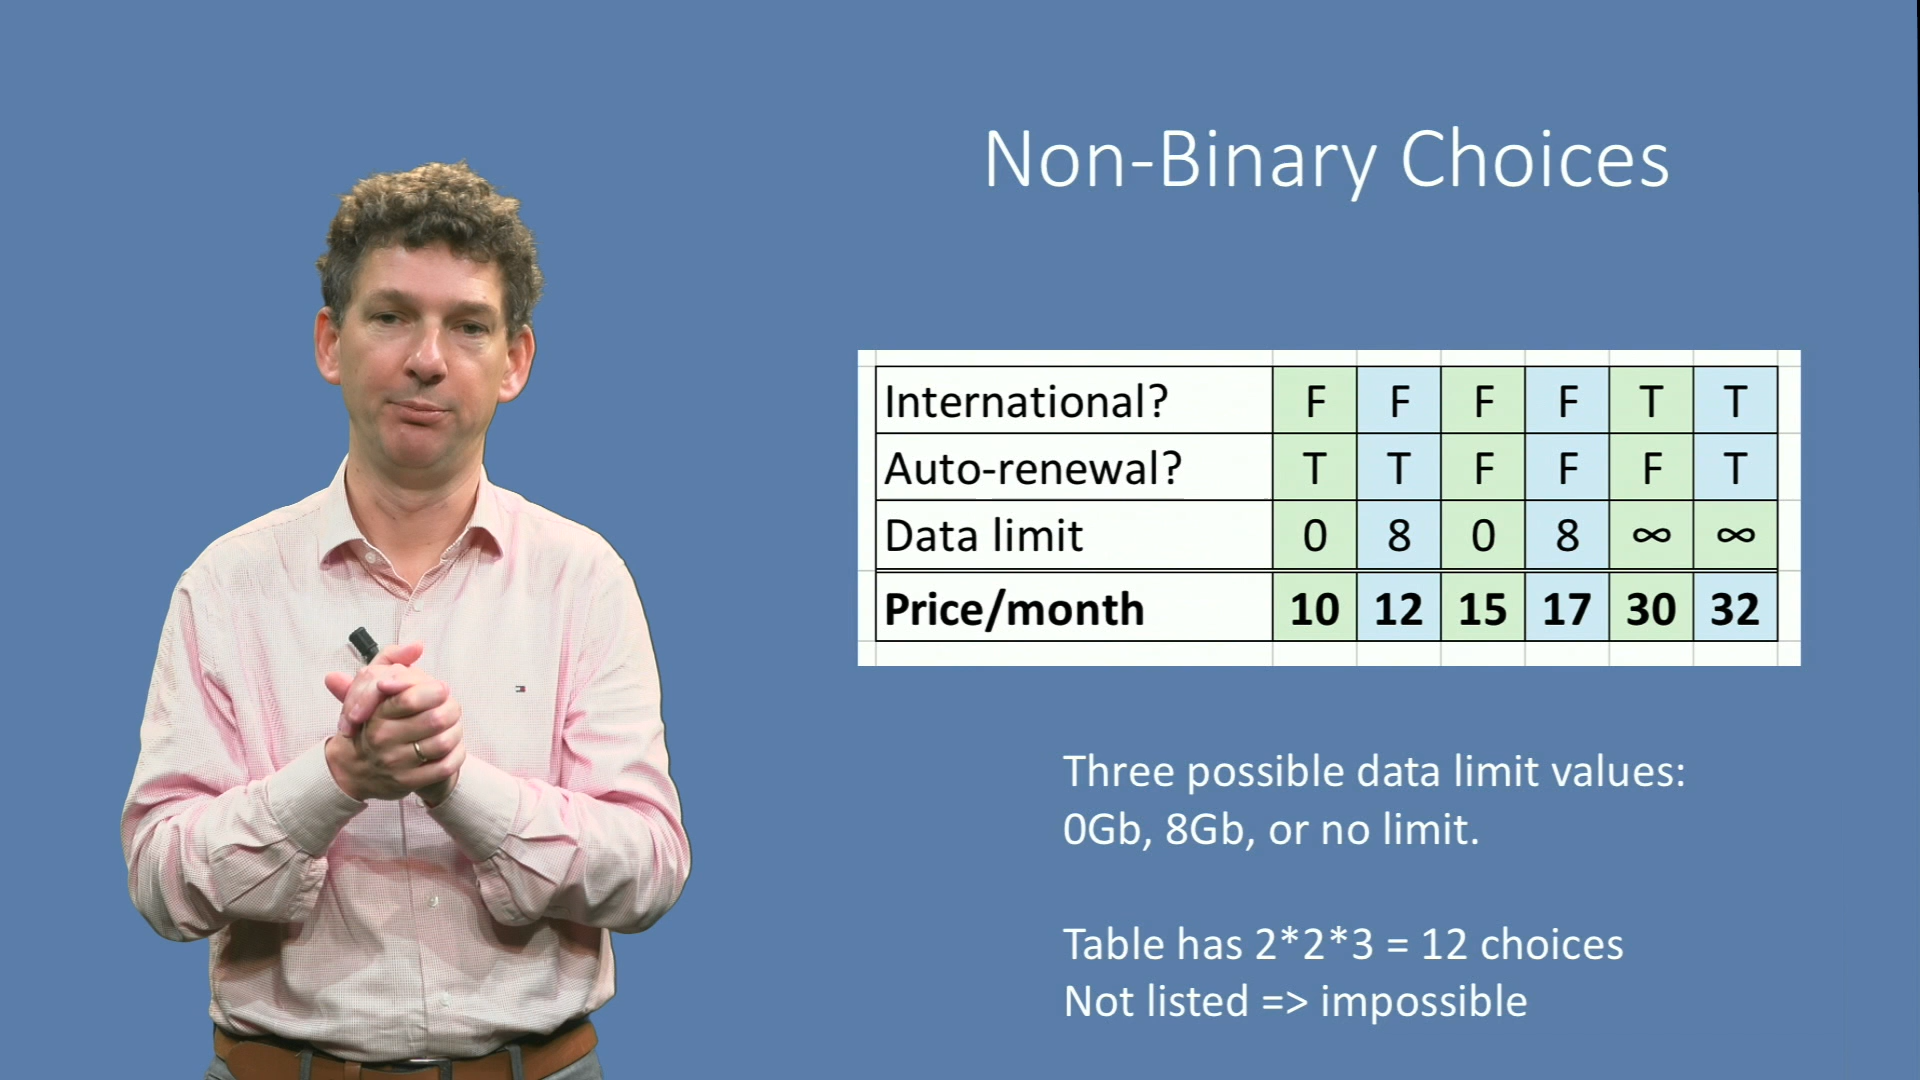 Non-Binary Choices
International? F F F F T T
Auto-renewal? T T F F F T
Data limit 0 8 0 8 ∞ ∞
Price/month 10 12 15 17 30 32
Three possible data limit values:
0Gb, 8Gb, or no limit.
Table has 2*2*3 = 12 choices
Not listed => impossible